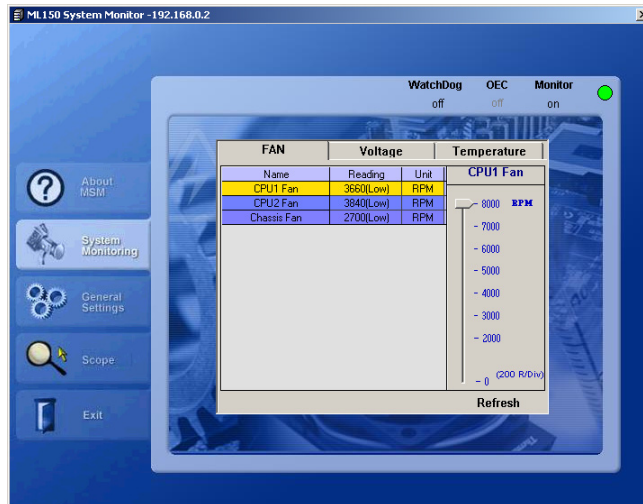 ML150 System Monitor -192.168.0.2
WatchDog OEC Monitor
off off on
FAN Voltage Temperature
Name Reading Unit CPU1 Fan
CPU1 Fan 3660(Low) RPM
CPU2 Fan 3840(Low) RPM
Chassis Fan 2700(Low) RPM
8000 RPM
7000
6000
5000
4000
3000
2000
0 (200 R/Div)
Refresh
About
MSM
System
Monitoring
General
Settings
Scope
Exit